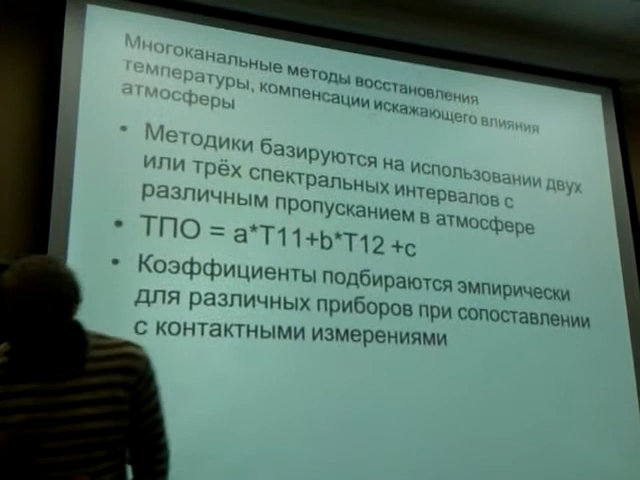 Многоканальные методы восстановления
температуры, компенсации искажающего влияния
атмосферы
• Методики базируются на использовании двух
или трёх спектральных интервалов с
различным пропусканием в атмосфере
• ТПО = a*T11+b*T12 +c
• Коэффициенты подбираются эмпирически
для различных приборов при сопоставлении
с контактными измерениями